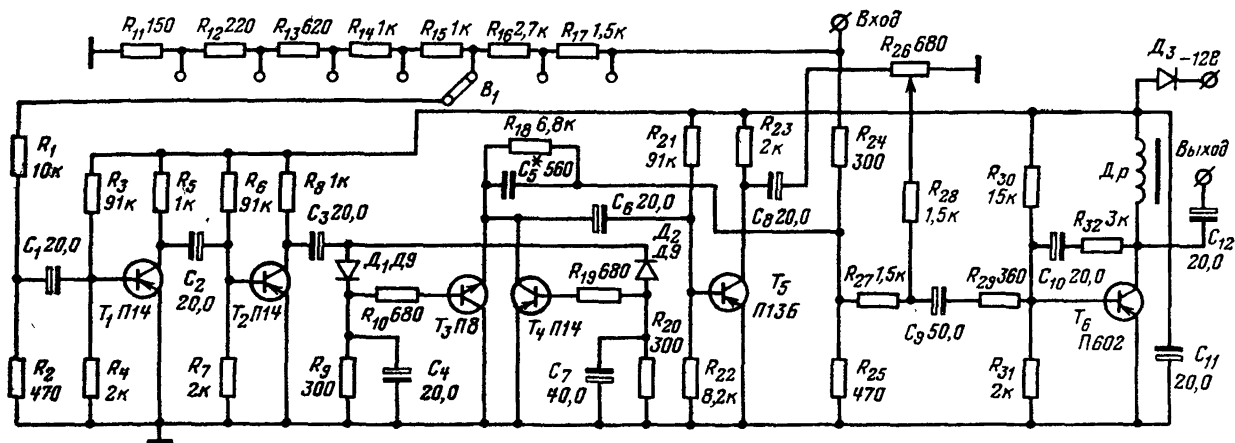 Вход
R11 150
R12 220
R13 620
R14 1к
R15 1к
R16 2,7к
R17 1,5к
R26 680
Д3 -12В
В1
R1 10к
R3 91к
R5 1к
R6 91к
R8 1к
R18 6,8к
C5* 560
R21 91к
R23 2к
R24 300
R28 1,5к
R30 15к
Др
Выход
C1 20,0
C2 20,0
C3 20,0
C6 20,0
C8 20,0
R32 3к
C12 20,0
Д1 Д9
Д2 Д9
R19 680
T5 П13Б
R27 1,5к
R29 360
C10 20,0
T1 П14
T2 П14
R10 680
T3 П8
T4 П14
R20 300
C9 50,0
T6 П602
R2 470
R4 2к
R7 2к
R9 300
C4 20,0
C7 40,0
R22 8,2к
R25 470
R31 2к
C11 20,0